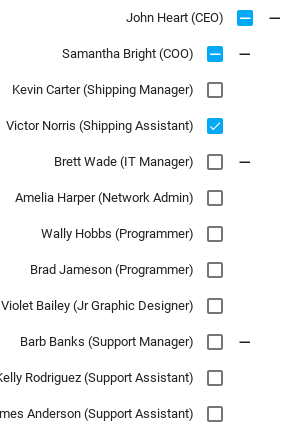 John Heart (CEO)
Samantha Bright (COO)
Kevin Carter (Shipping Manager)
Victor Norris (Shipping Assistant)
Brett Wade (IT Manager)
Amelia Harper (Network Admin)
Wally Hobbs (Programmer)
Brad Jameson (Programmer)
Violet Bailey (Jr Graphic Designer)
Barb Banks (Support Manager)
Kelly Rodriguez (Support Assistant)
Anderson (Support Assistant)